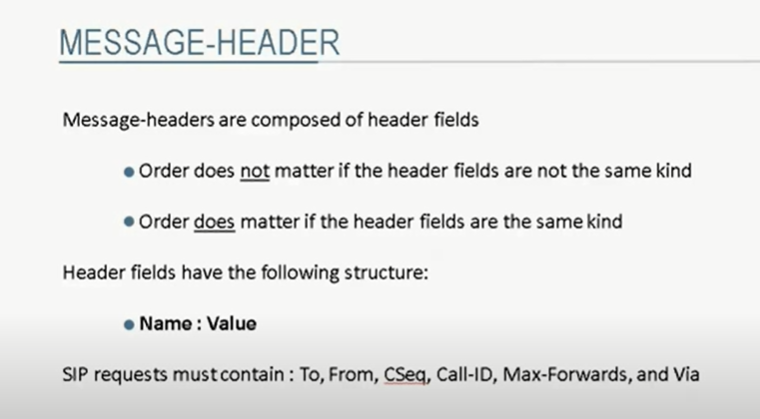 MESSAGE-HEADER
Message-headers are composed of header fields
Order does not matter if the header fields are not the same kind
Order does matter if the header fields are the same kind
Header fields have the following structure:
Name : Value
SIP requests must contain : To, From, CSeq, Call-ID, Max-Forwards, and Via